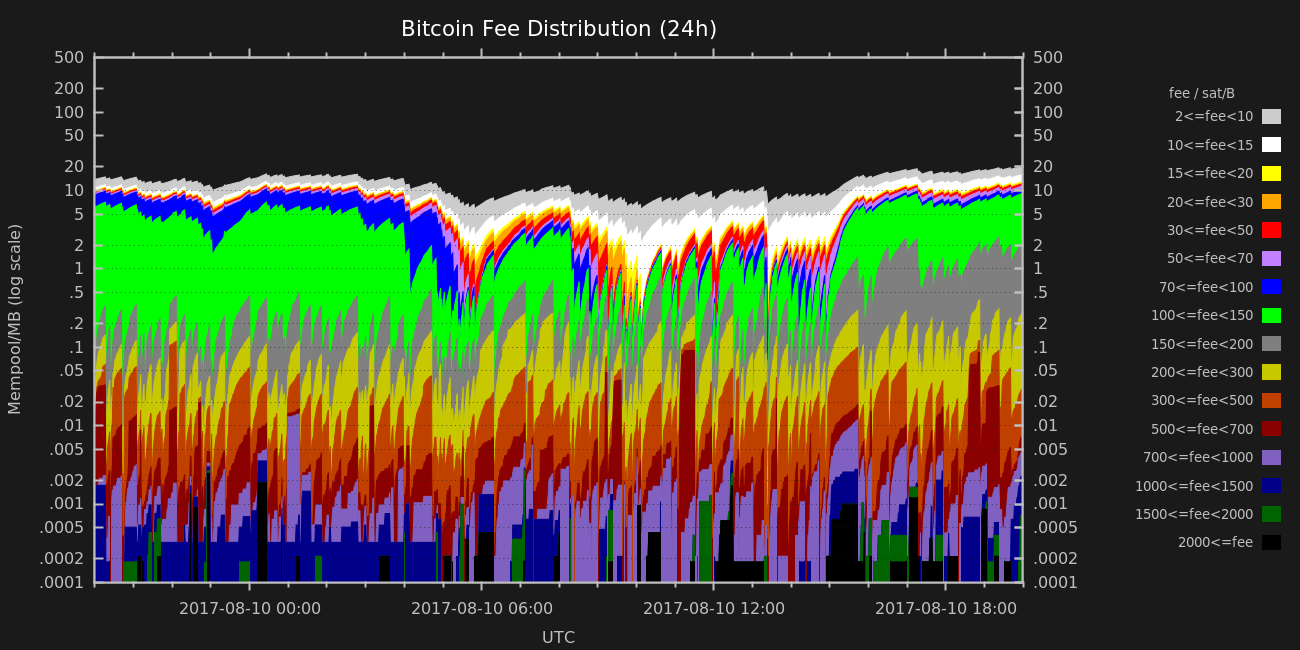 Bitcoin Fee Distribution (24h)
500
200
100
50
20
10
5
2
1
.5
.2
.1
.05
.02
.01
.005
.002
.001
.0005
.0002
.0001
Mempool/MB (log scale)
500
200
100
50
20
10
5
2
1
.5
.2
.1
.05
.02
.01
.005
.002
.001
.0005
.0002
.0001
2017-08-10 00:00 2017-08-10 06:00 2017-08-10 12:00 2017-08-10 18:00
UTC
fee / sat/B
2<=fee<10
10<=fee<15
15<=fee<20
20<=fee<30
30<=fee<50
50<=fee<70
70<=fee<100
100<=fee<150
150<=fee<200
200<=fee<300
300<=fee<500
500<=fee<700
700<=fee<1000
1000<=fee<1500
1500<=fee<2000
2000<=fee